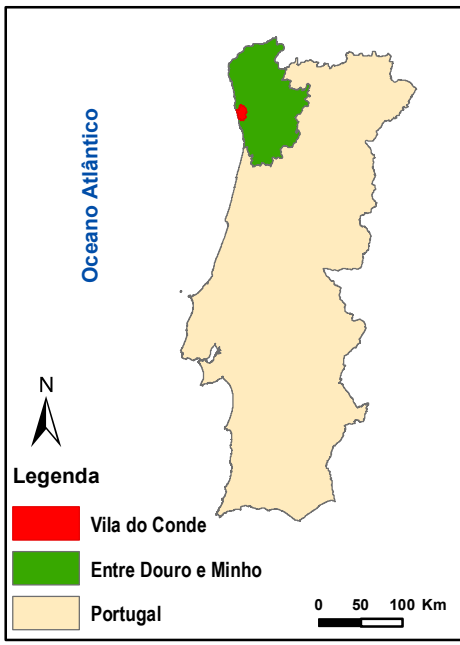 Oceano Atlântico
N
Legenda
Vila do Conde
Entre Douro e Minho
Portugal
0 50 100 Km